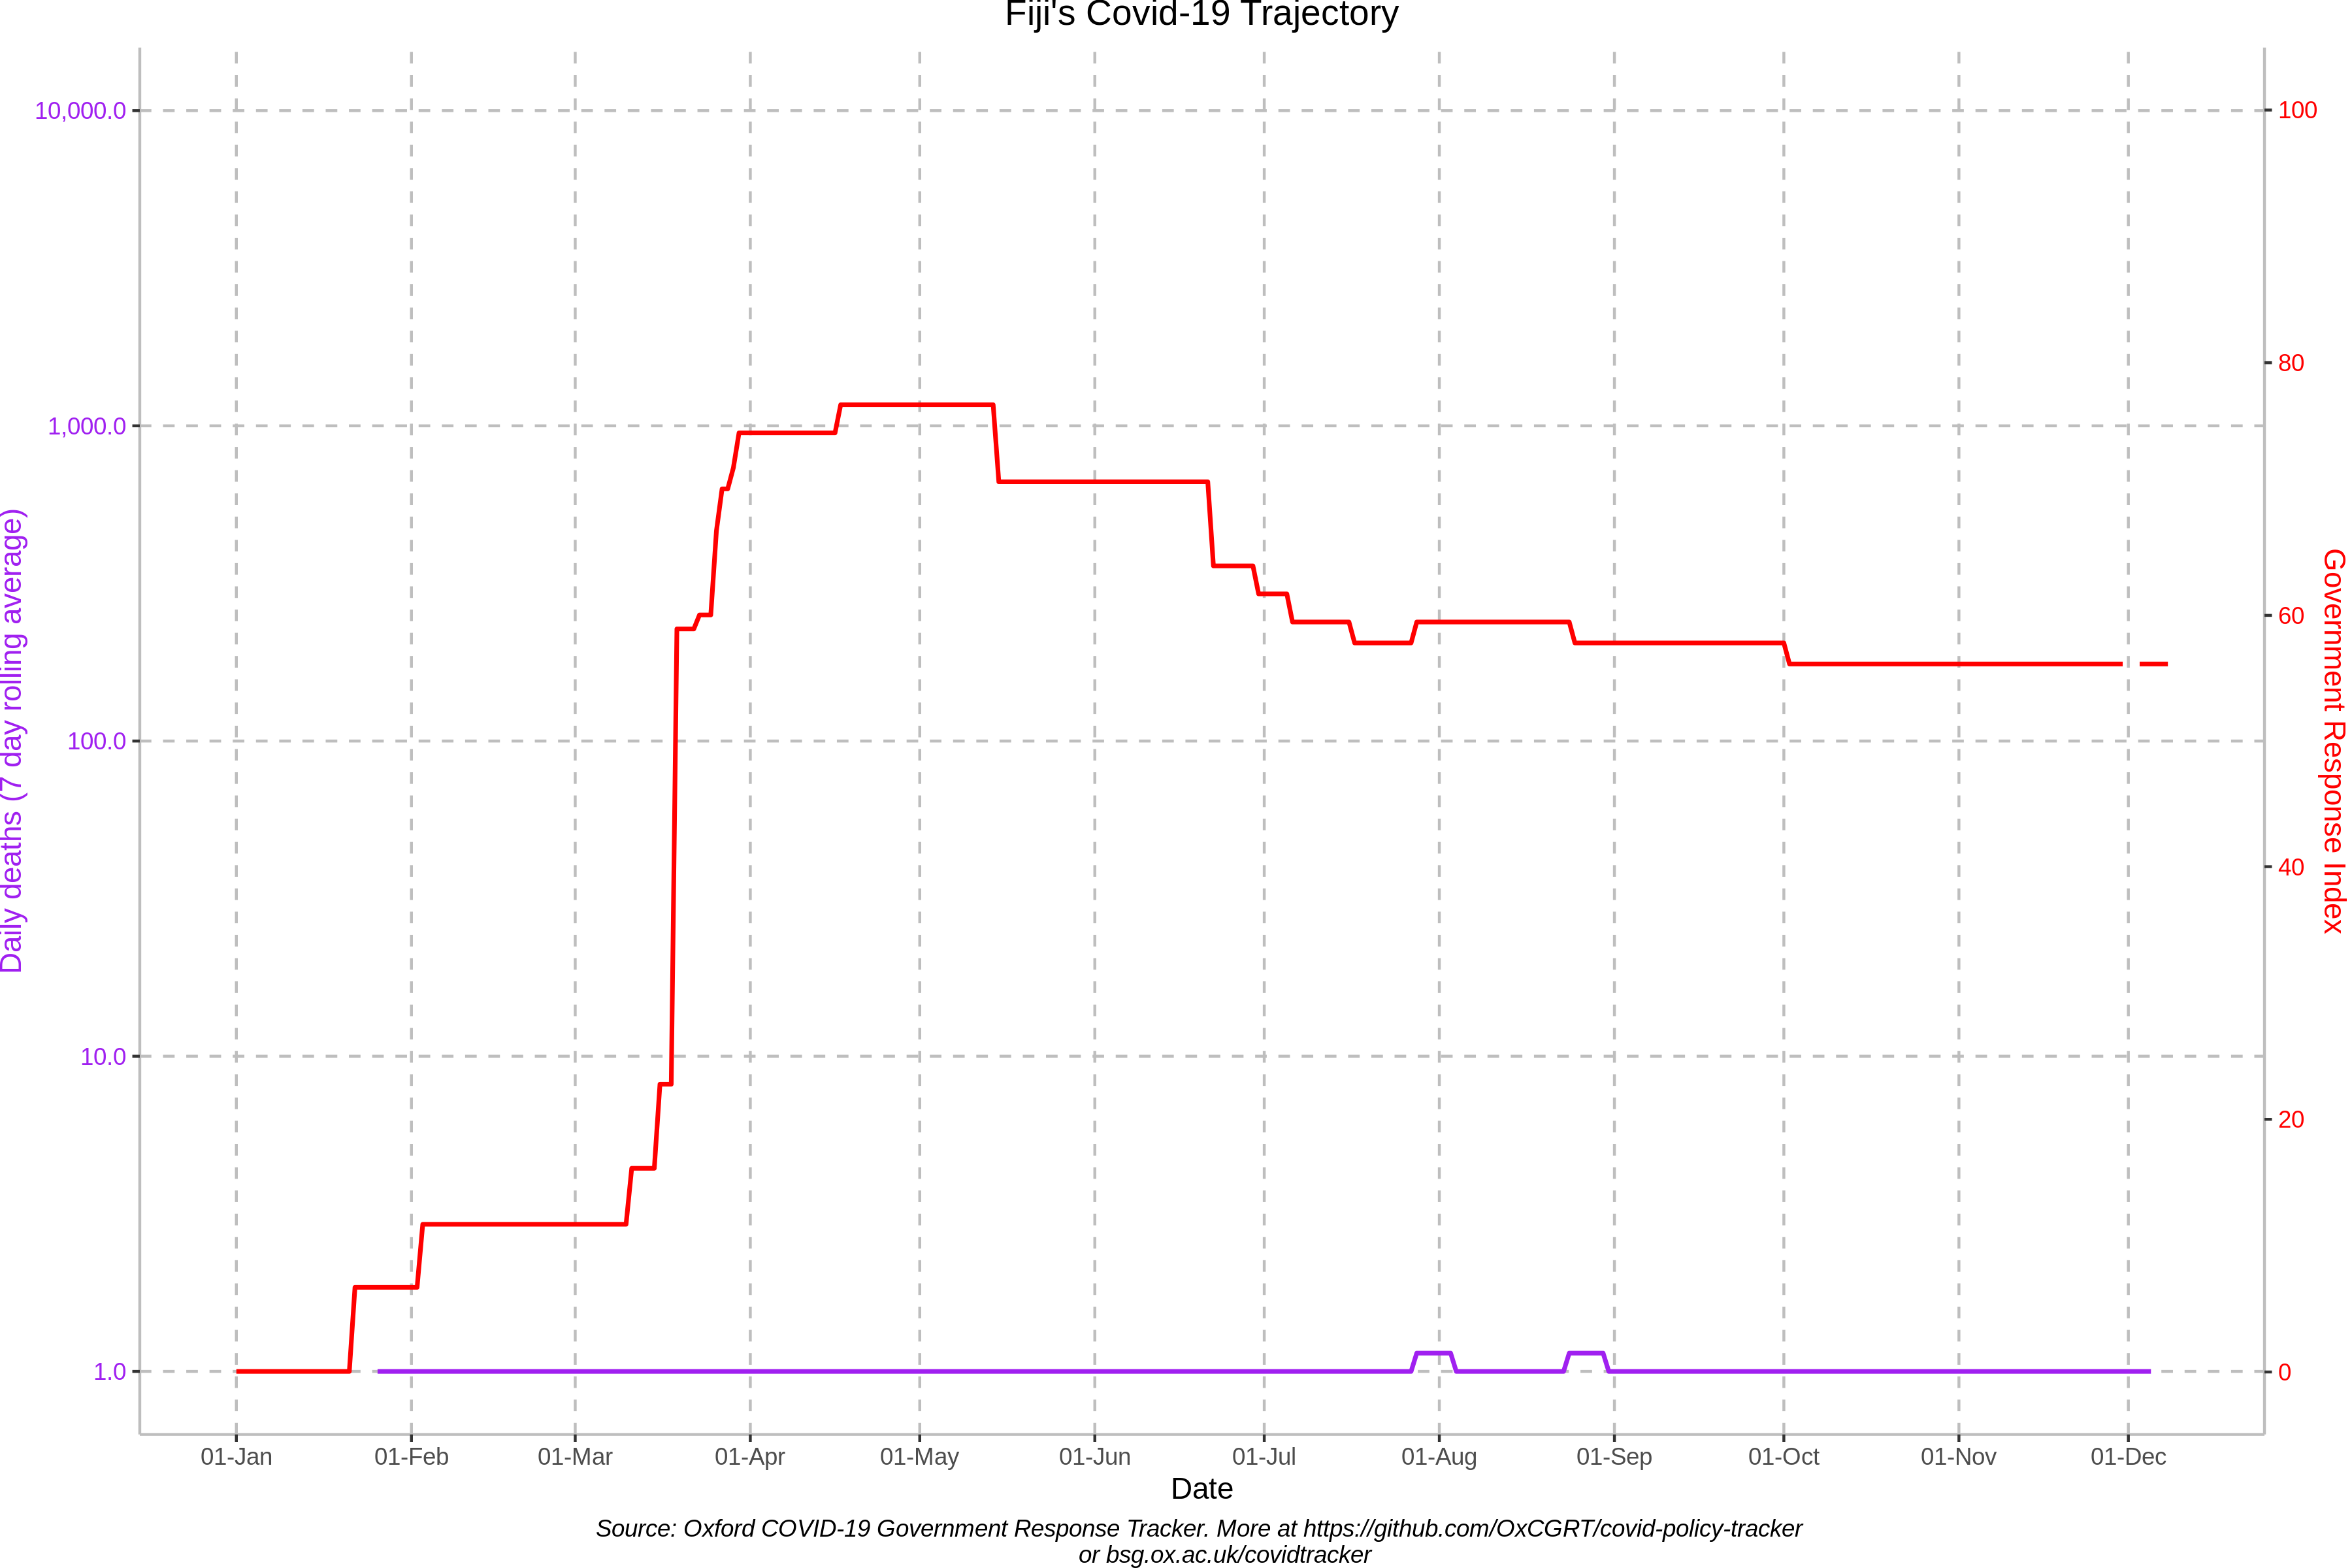 Fiji's Covid-19 Trajectory
10,000.0
1,000.0
100.0
10.0
1.0
Daily deaths (7 day rolling average)
100
80
60
40
20
0
Government Response Index
01-Jan
01-Feb
01-Mar
01-Apr
01-May
01-Jun
01-Jul
01-Aug
01-Sep
01-Oct
01-Nov
01-Dec
Date
Source: Oxford COVID-19 Government Response Tracker. More at https://github.com/OxCGRT/covid-policy-tracker
or bsg.ox.ac.uk/covidtracker